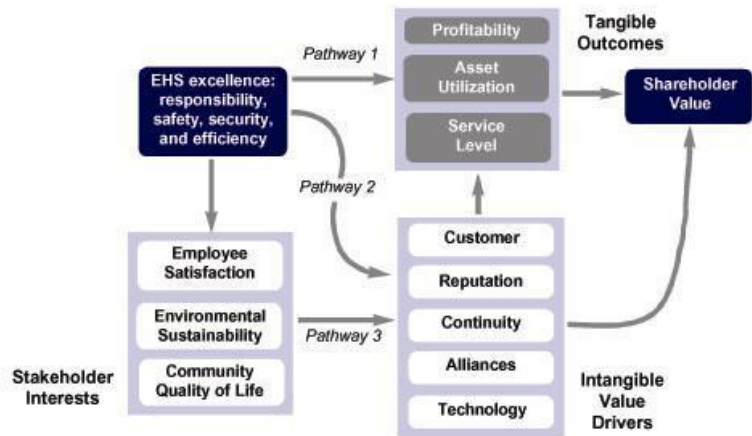 EHS excellence:
responsibility,
safety, security,
and efficiency
Pathway 1
Profitability
Asset
Utilization
Service
Level
Tangible
Outcomes
Shareholder
Value
Pathway 2
Employee
Satisfaction
Environmental
Sustainability
Community
Quality of Life
Stakeholder
Interests
Pathway 3
Customer
Reputation
Continuity
Alliances
Technology
Intangible
Value
Drivers